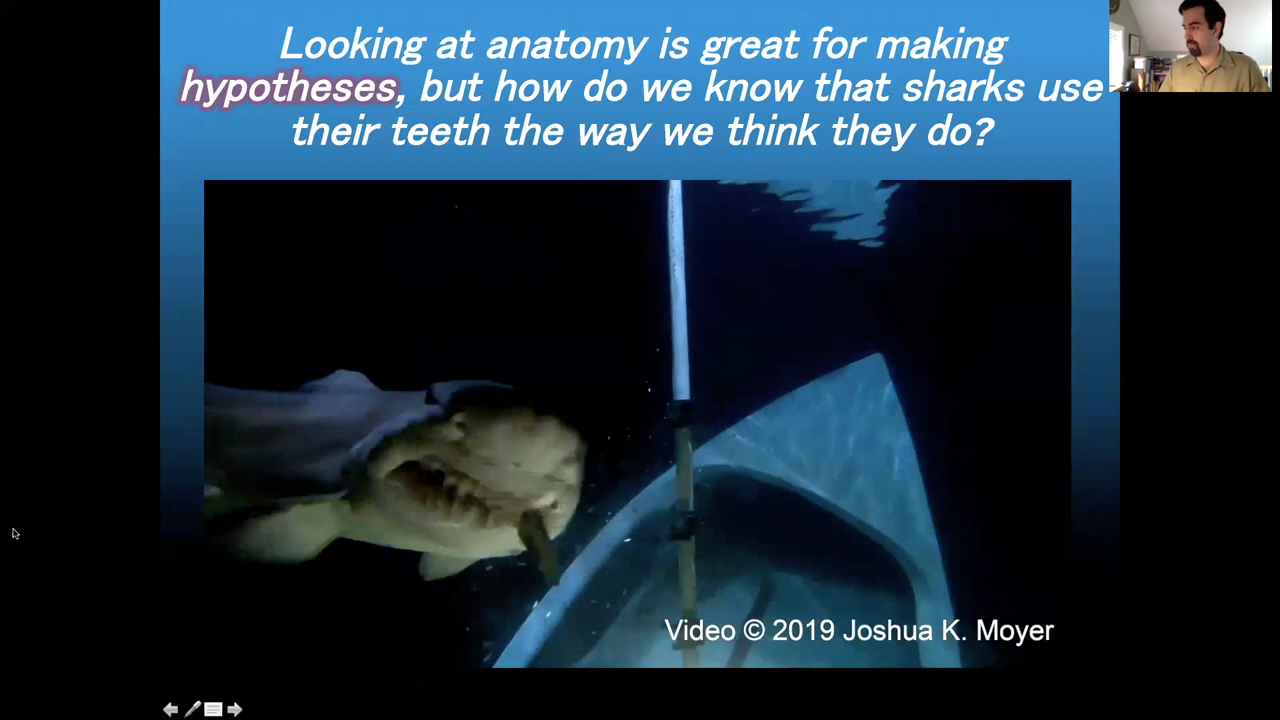 Looking at anatomy is great for making
hypotheses, but how do we know that sharks use
their teeth the way we think they do?
Video © 2019 Joshua K. Moyer